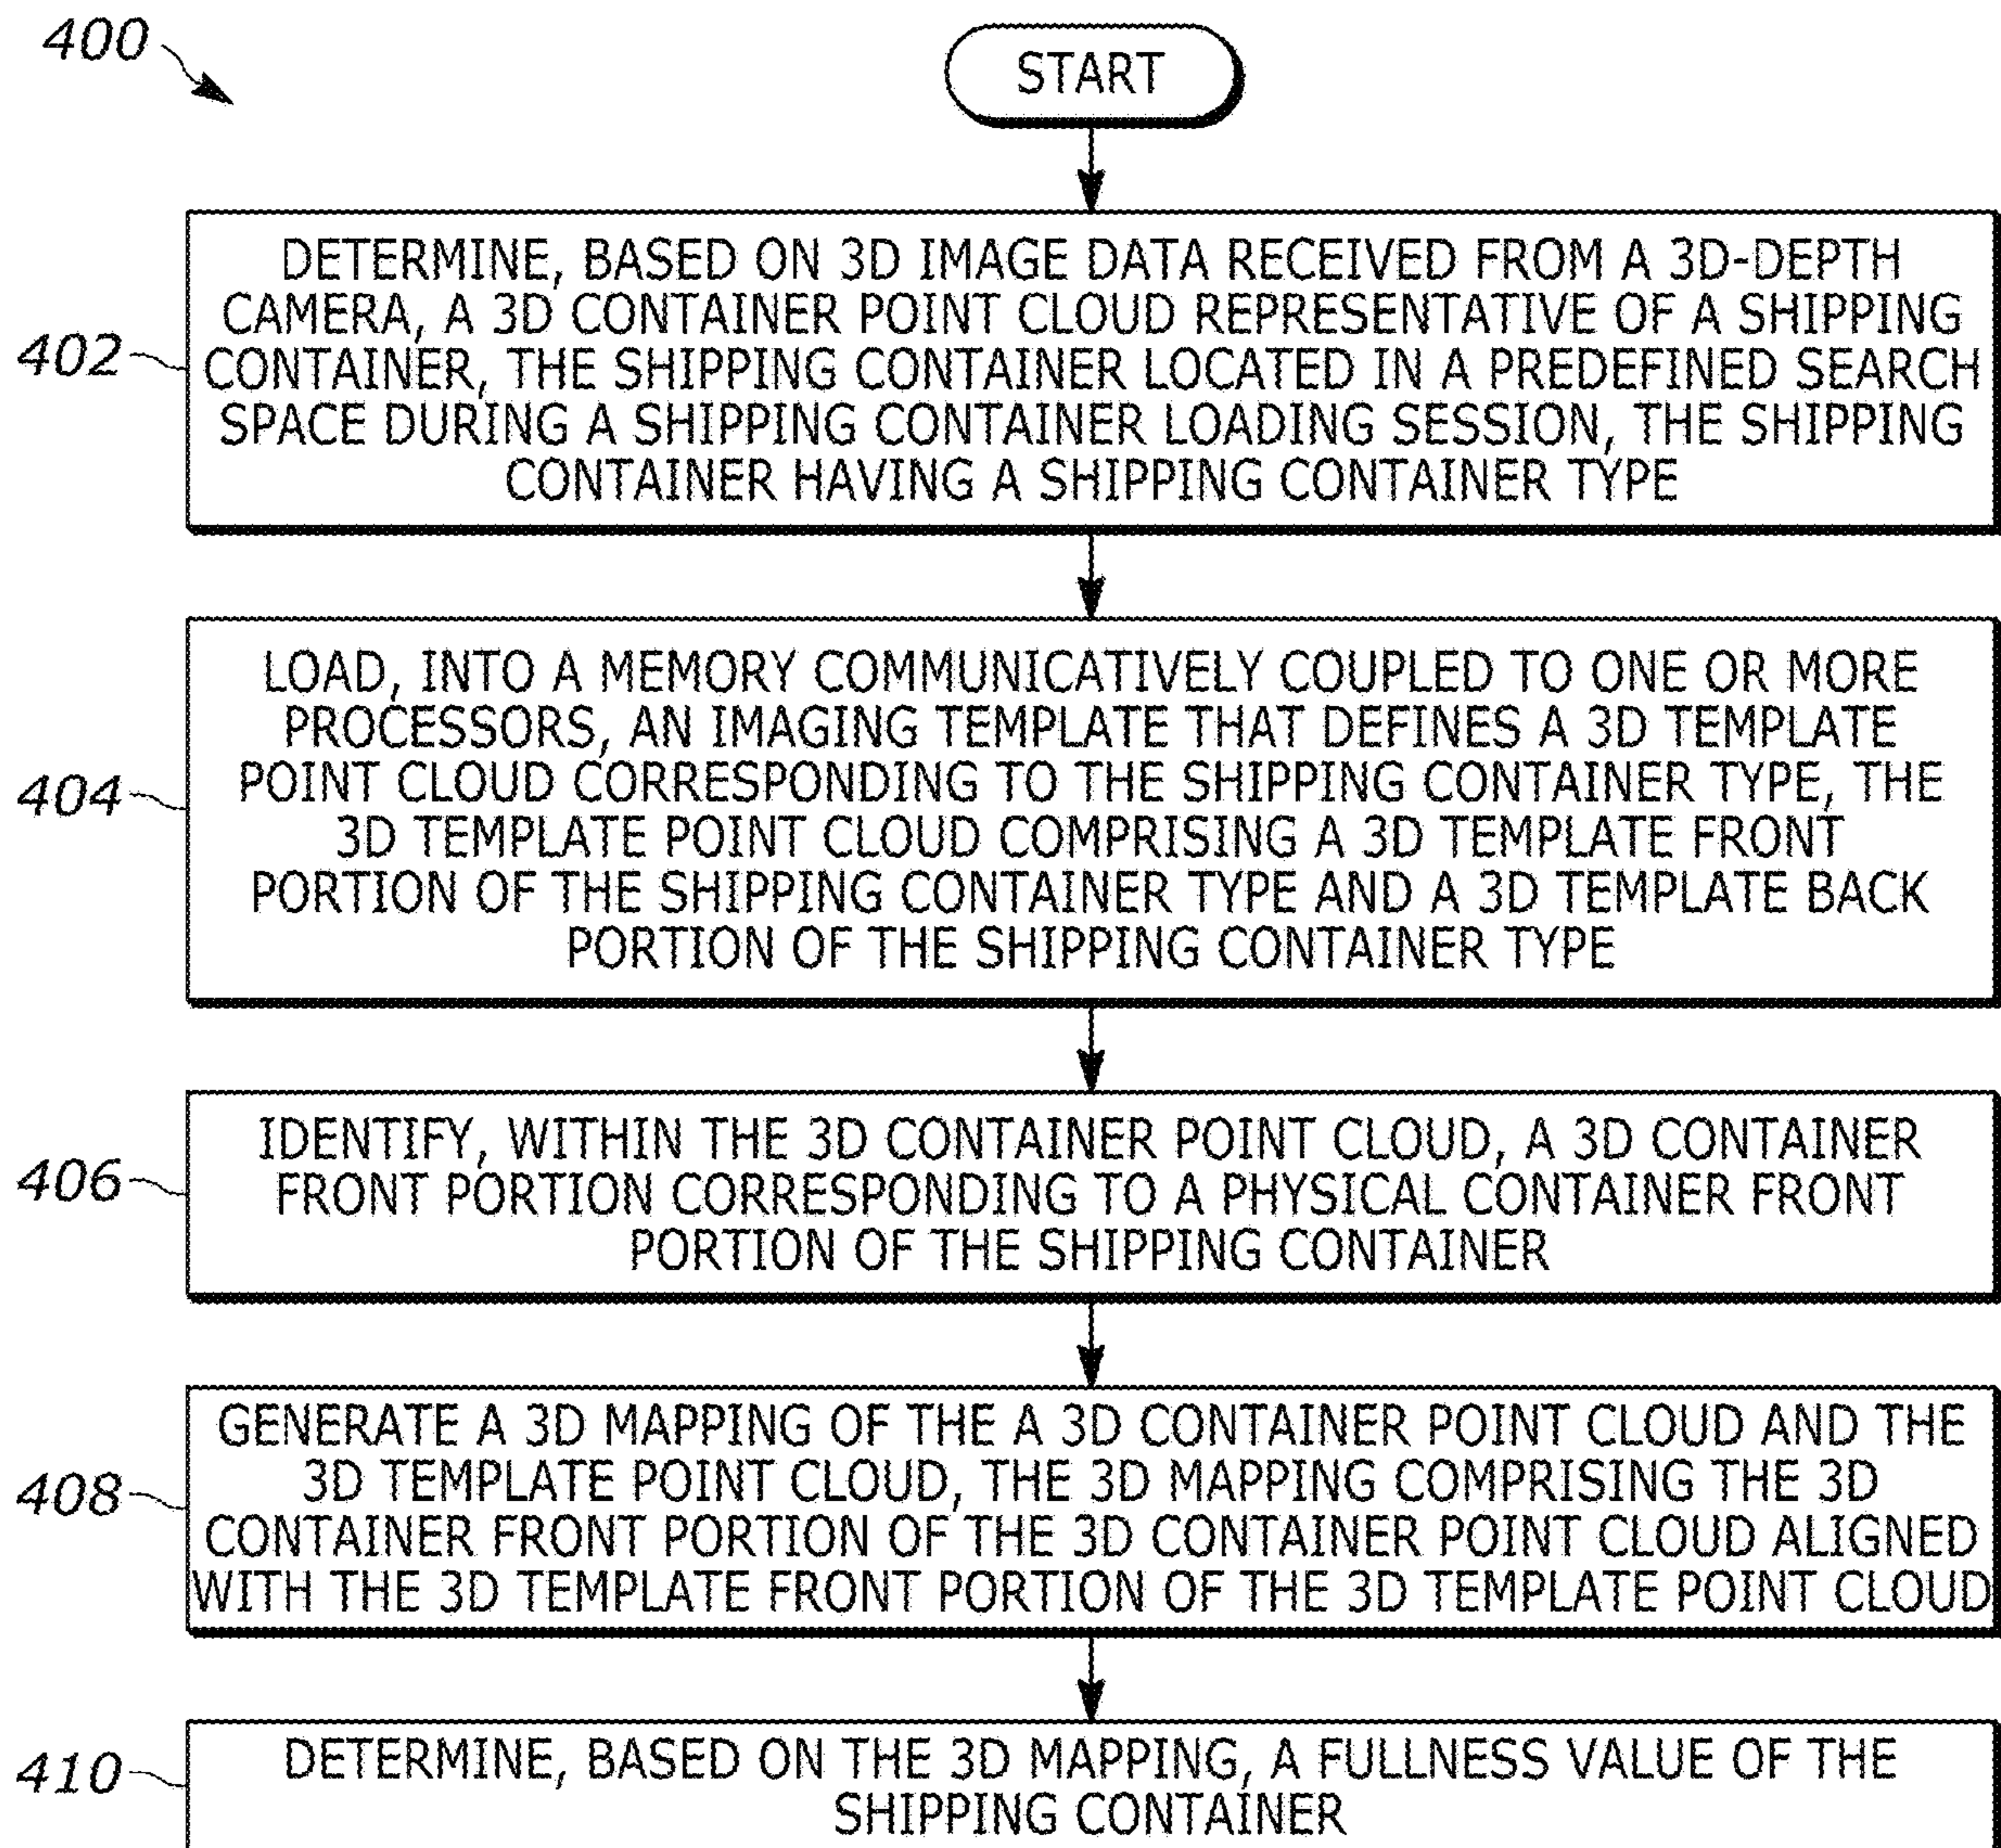 400
START
402
DETERMINE, BASED ON 3D IMAGE DATA RECEIVED FROM A 3D-DEPTH
CAMERA, A 3D CONTAINER POINT CLOUD REPRESENTATIVE OF A SHIPPING
CONTAINER, THE SHIPPING CONTAINER LOCATED IN A PREDEFINED SEARCH
SPACE DURING A SHIPPING CONTAINER LOADING SESSION, THE SHIPPING
CONTAINER HAVING A SHIPPING CONTAINER TYPE
404
LOAD, INTO A MEMORY COMMUNICATIVELY COUPLED TO ONE OR MORE
PROCESSORS, AN IMAGING TEMPLATE THAT DEFINES A 3D TEMPLATE
POINT CLOUD CORRESPONDING TO THE SHIPPING CONTAINER TYPE, THE
3D TEMPLATE POINT CLOUD COMPRISING A 3D TEMPLATE FRONT
PORTION OF THE SHIPPING CONTAINER TYPE AND A 3D TEMPLATE BACK
PORTION OF THE SHIPPING CONTAINER TYPE
406
IDENTIFY, WITHIN THE 3D CONTAINER POINT CLOUD, A 3D CONTAINER
FRONT PORTION CORRESPONDING TO A PHYSICAL CONTAINER FRONT
PORTION OF THE SHIPPING CONTAINER
408
GENERATE A 3D MAPPING OF THE A 3D CONTAINER POINT CLOUD AND THE
3D TEMPLATE POINT CLOUD, THE 3D MAPPING COMPRISING THE 3D
CONTAINER FRONT PORTION OF THE 3D CONTAINER POINT CLOUD ALIGNED
WITH THE 3D TEMPLATE FRONT PORTION OF THE 3D TEMPLATE POINT CLOUD
410
DETERMINE, BASED ON THE 3D MAPPING, A FULLNESS VALUE OF THE
SHIPPING CONTAINER